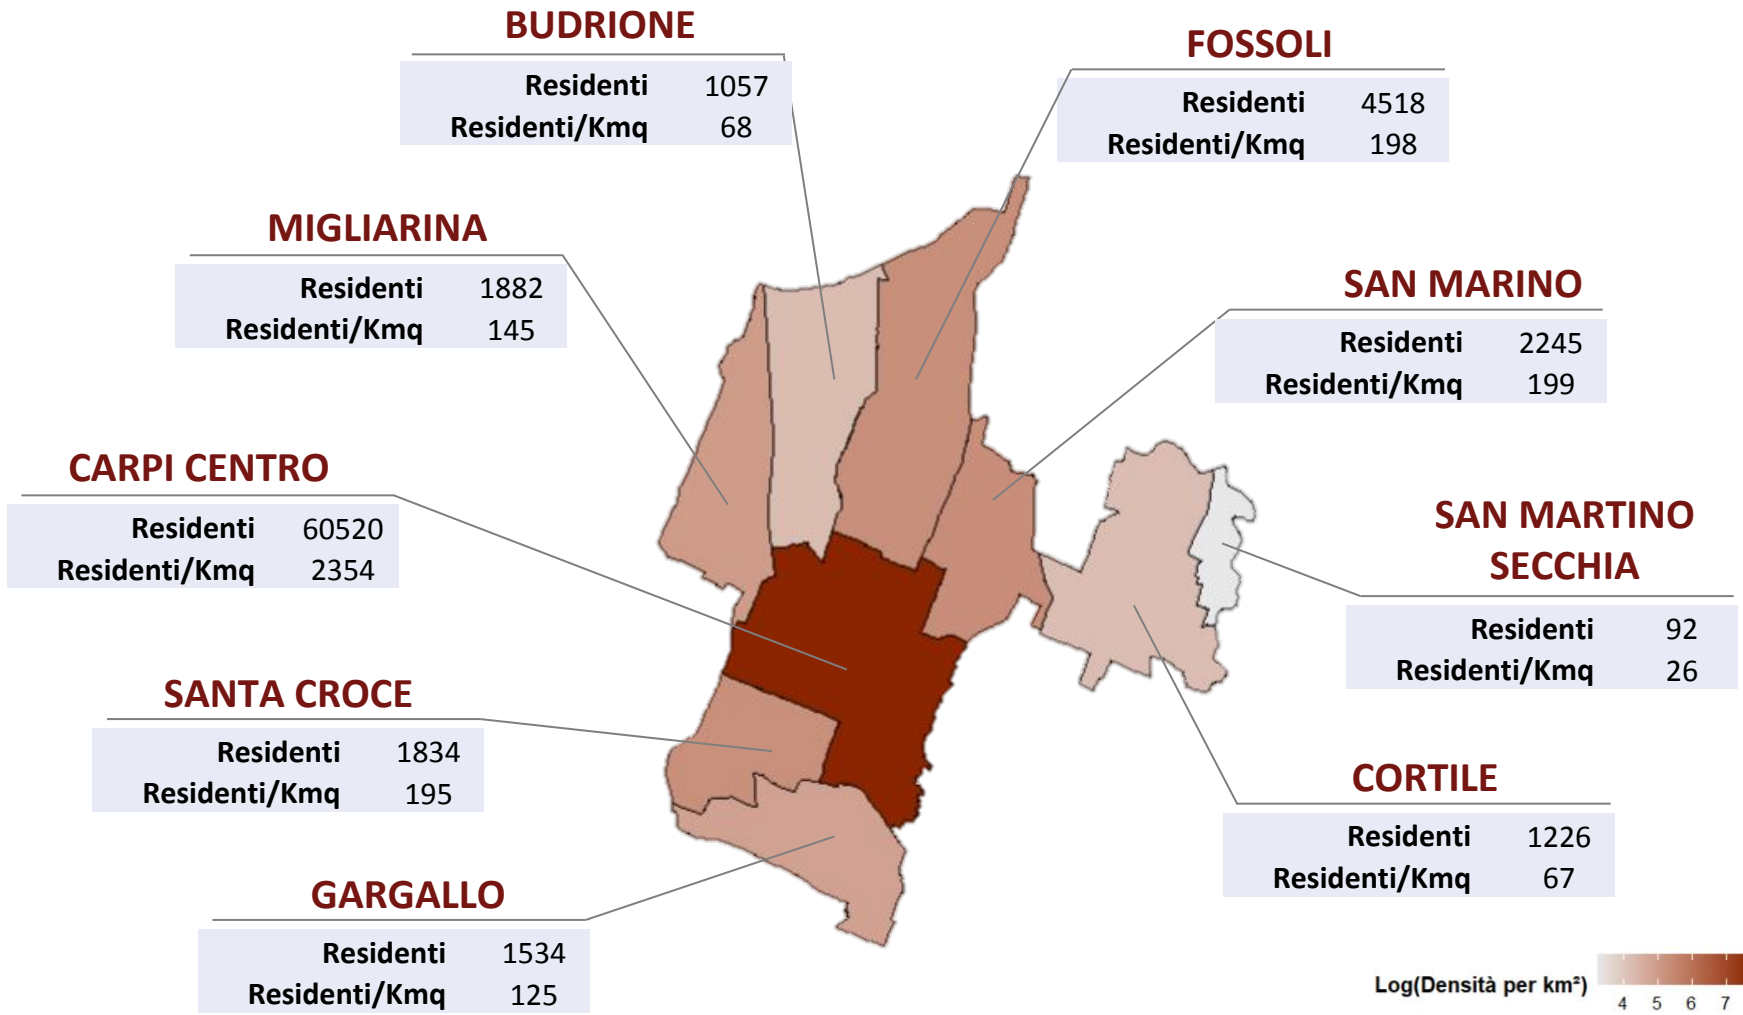 BUDRIONE
Residenti 1057
Residenti/Kmq 68
FOSSOLI
Residenti 4518
Residenti/Kmq 198
MIGLIARINA
Residenti 1882
Residenti/Kmq 145
SAN MARINO
Residenti 2245
Residenti/Kmq 199
CARPI CENTRO
Residenti 60520
Residenti/Kmq 2354
SAN MARTINO
SECCHIA
Residenti 92
Residenti/Kmq 26
SANTA CROCE
Residenti 1834
Residenti/Kmq 195
CORTILE
Residenti 1226
Residenti/Kmq 67
GARGALLO
Residenti 1534
Residenti/Kmq 125
Log(Densità per km²)
4 5 6 7